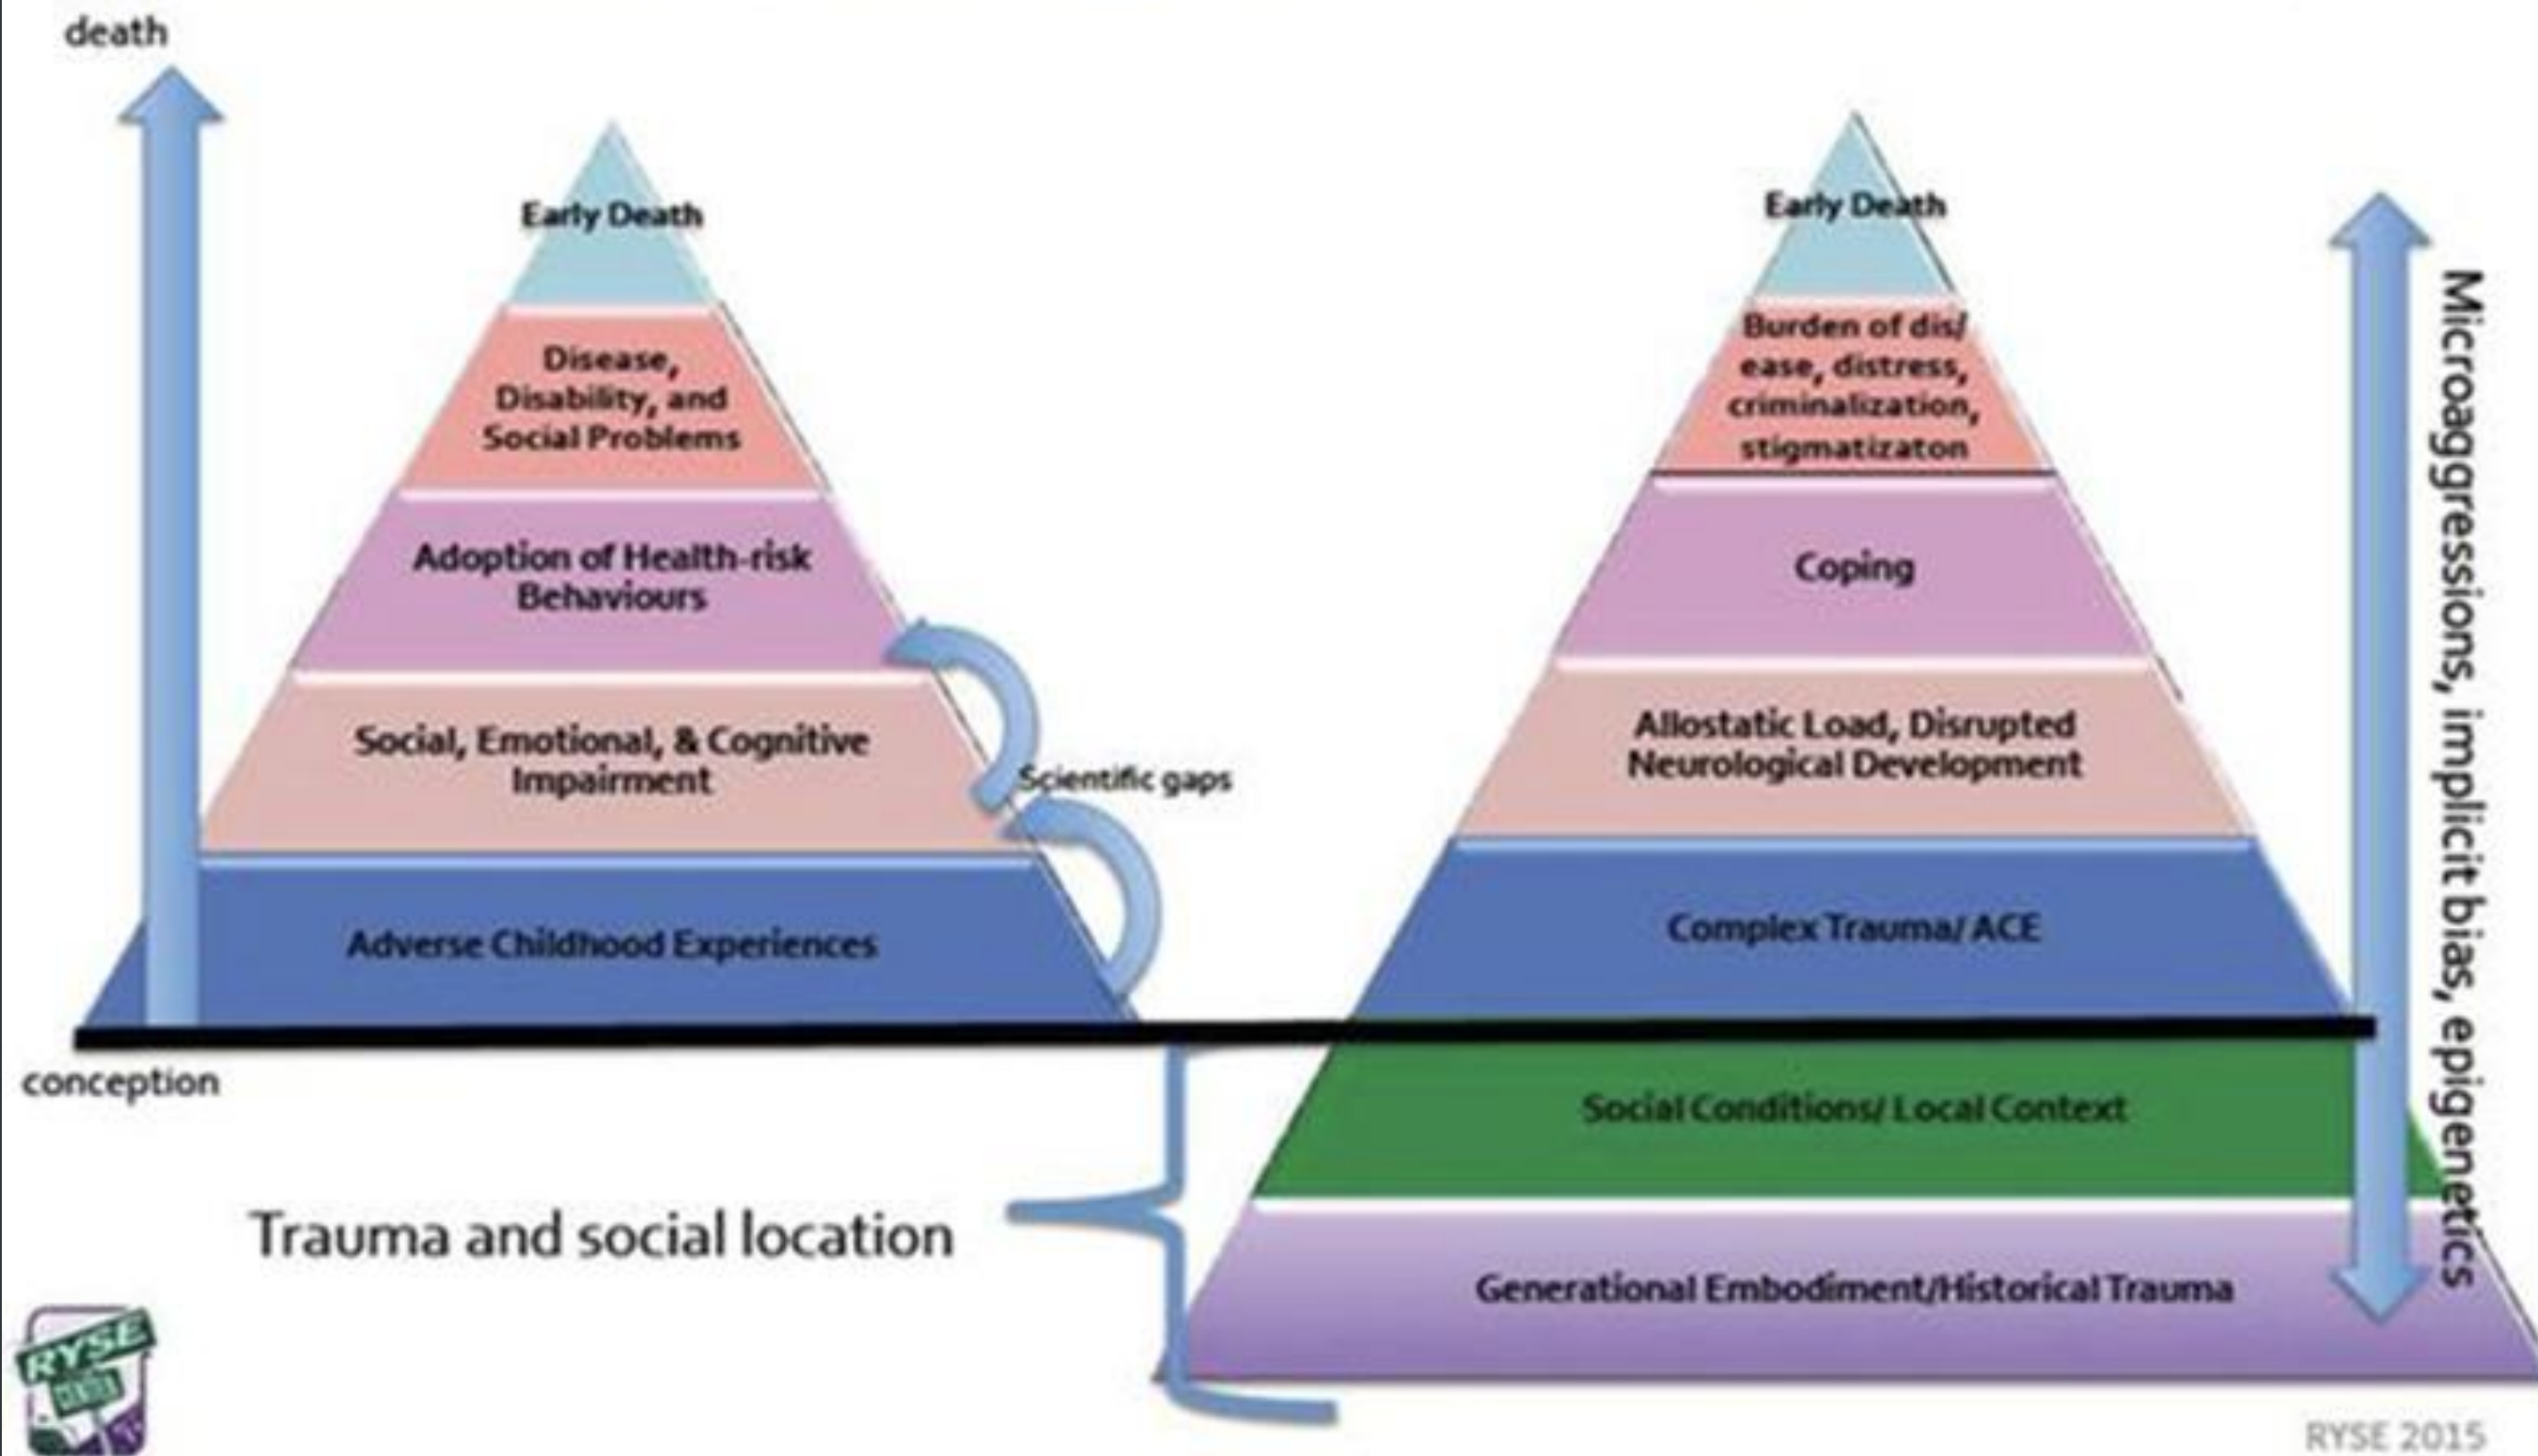 death
Early Death
Disease,
Disability, and
Social Problems
Adoption of Health-risk
Behaviours
Social, Emotional, & Cognitive
Impairment
Scientific gaps
Adverse Childhood Experiences
conception
Trauma and social location
Early Death
Burden of dis/
ease, distress,
criminalization,
stigmatizaton
Coping
Allostatic Load, Disrupted
Neurological Development
Complex Trauma/ ACE
Social Conditions/ Local Context
Generational Embodiment/Historical Trauma
Microaggressions, implicit bias, epigenetics
RYSE
CENTER
RYSE 2015